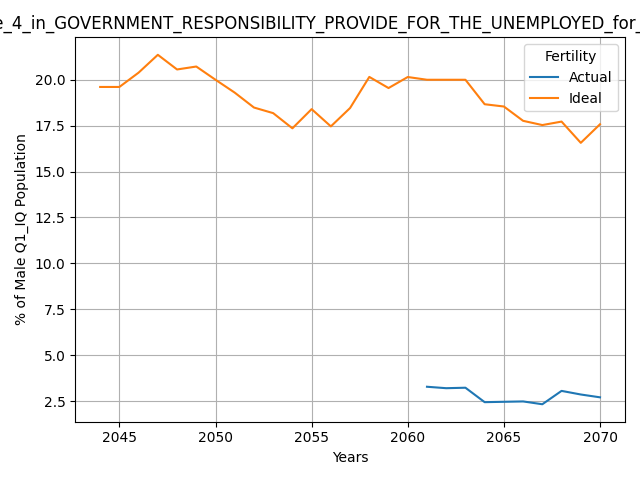 e_4_in_GOVERNMENT_RESPONSIBILITY_PROVIDE_FOR_THE_UNEMPLOYED_for_
Fertility
Actual
Ideal
20.0
17.5
15.0
12.5
10.0
7.5
5.0
2.5
% of Male Q1_IQ Population
2045 2050 2055 2060 2065 2070
Years